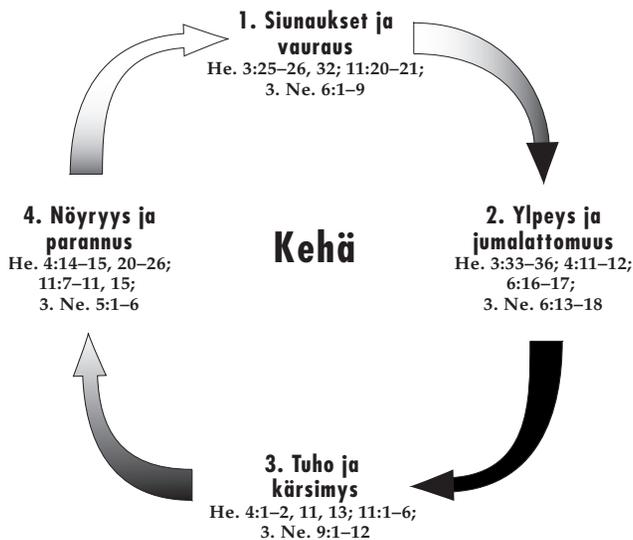 1. Siunaukset ja
vauraus
He. 3:25–26, 32; 11:20–21;
3. Ne. 6:1–9
2. Ylpeys ja
jumalattomuus
He. 3:33–36; 4:11–12;
6:16–17;
3. Ne. 6:13–18
3. Tuho ja
kärsimys
He. 4:1–2, 11, 13; 11:1–6;
3. Ne. 9:1–12
4. Nöyryys ja
parannus
He. 4:14–15, 20–26;
11:7–11, 15;
3. Ne. 5:1–6
Kehä